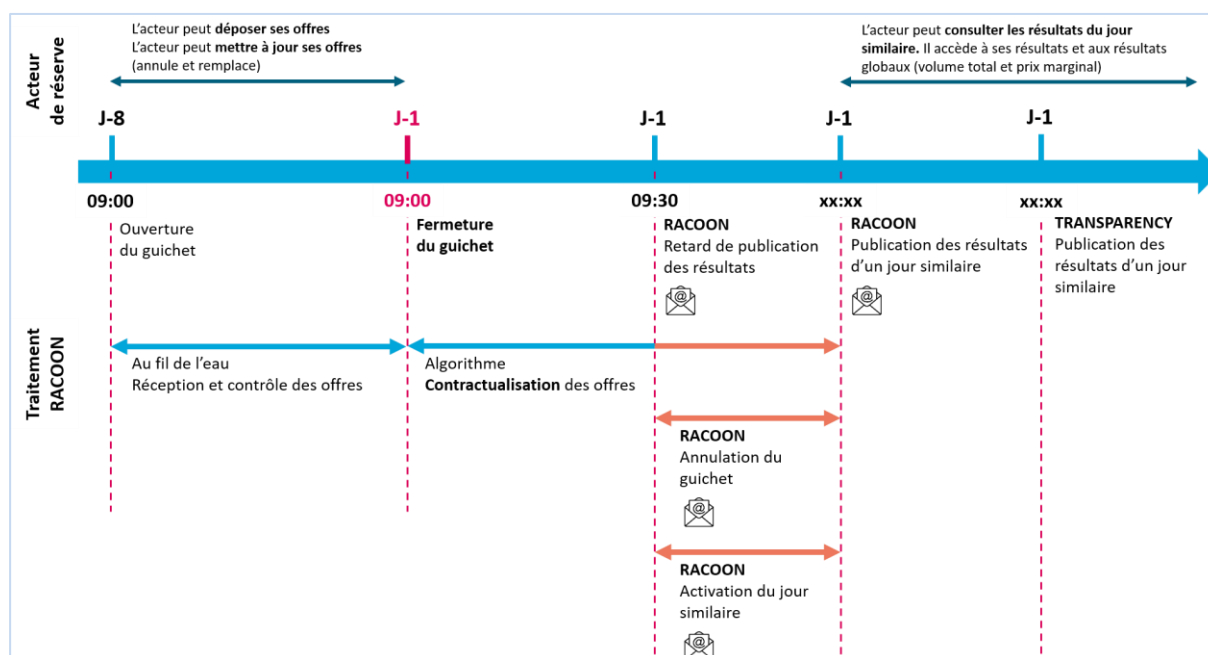 L'acteur peut déposer ses offres
L'acteur peut mettre à jour ses offres
(annule et remplace)
L'acteur peut consulter les résultats du jour
similaire. Il accède à ses résultats et aux résultats
globaux (volume total et prix marginal)
Acteur
de réserve
J-8
J-1
J-1
J-1
J-1
09:00
09:00
09:30
xx:xx
xx:xx
Ouverture
du guichet
Fermeture
du guichet
RACOON
Retard de publication
des résultats
RACOON
Publication des résultats
d'un jour similaire
TRANSPARENCY
Publication des
résultats d'un jour
similaire
Traitement
RACOON
Au fil de l'eau
Réception et contrôle des offres
Algorithme
Contractualisation des offres
RACOON
Annulation du
guichet
RACOON
Activation du jour
similaire